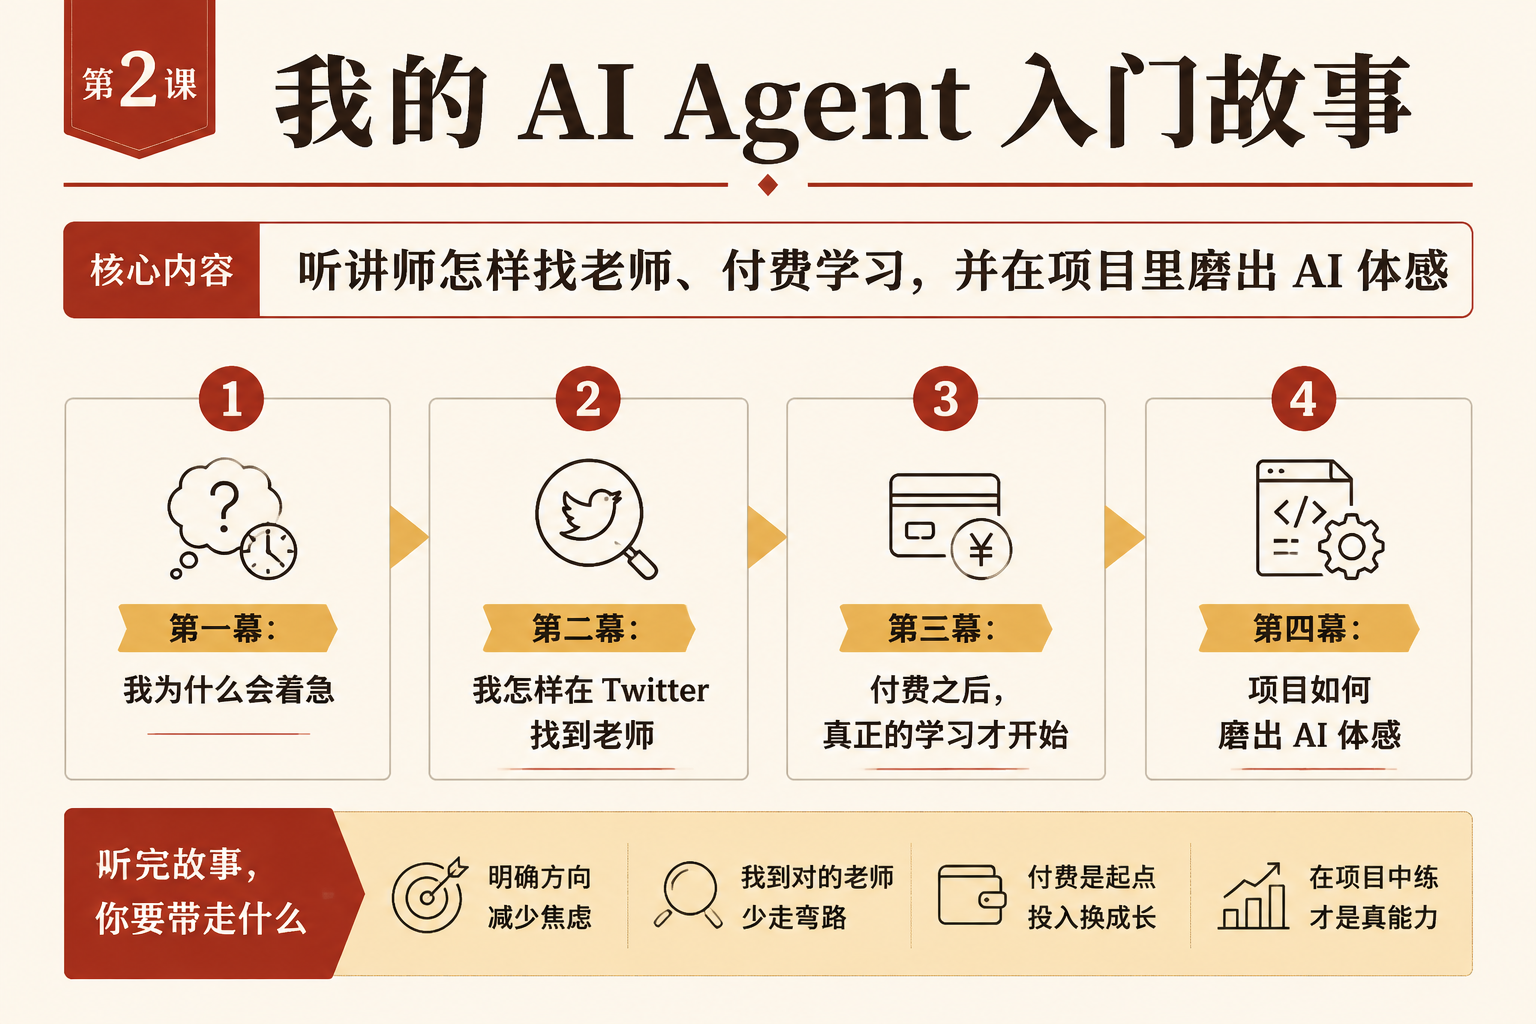 第2课
我的 AI Agent 入门故事
核心内容
听讲师怎样找老师、付费学习，并在项目里磨出 AI 体感
1
第一幕：
我为什么会着急
2
第二幕：
我怎样在 Twitter
找到老师
3
¥
第三幕：
付费之后，
真正的学习才开始
4
</>
第四幕：
项目如何
磨出 AI 体感
听完故事，
你要带走什么
明确方向
减少焦虑
我到对的老师
少走弯路
付费是起点
投入换成长
在项目中练
才是真能力